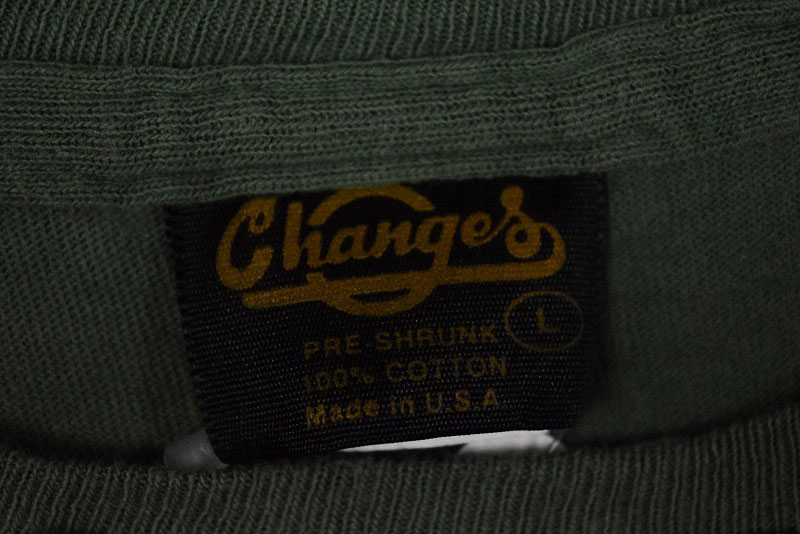 Changes
L
PRE-SHRUNK
100% COTTON
Made in U.S.A